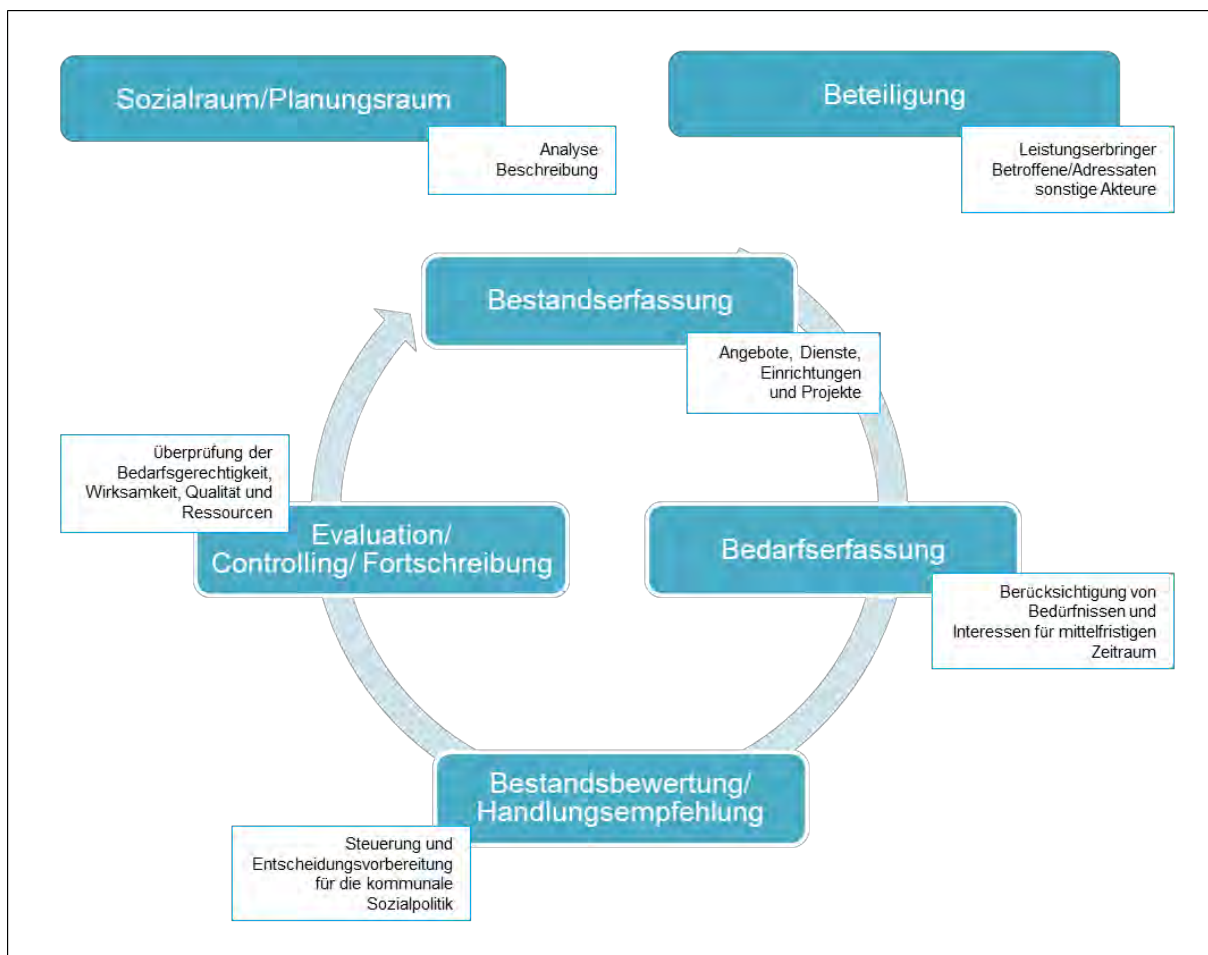 Sozialraum/Planungsraum
Analyse
Beschreibung
Beteiligung
Leistungserbringer
Betroffene/Adressaten
sonstige Akteure
Bestandserfassung
Angebote, Dienste,
Einrichtungen
und Projekte
Bedarfserfassung
Berücksichtigung von
Bedürfnissen und
Interessen für mittelfristigen
Zeitraum
Bestandsbewertung/
Handlungsempfehlung
Steuerung und
Entscheidungsvorbereitung
für die kommunale
Sozialpolitik
Evaluation/
Controlling/ Fortschreibung
Überprüfung der
Bedarfsgerechtigkeit,
Wirksamkeit, Qualität und
Ressourcen